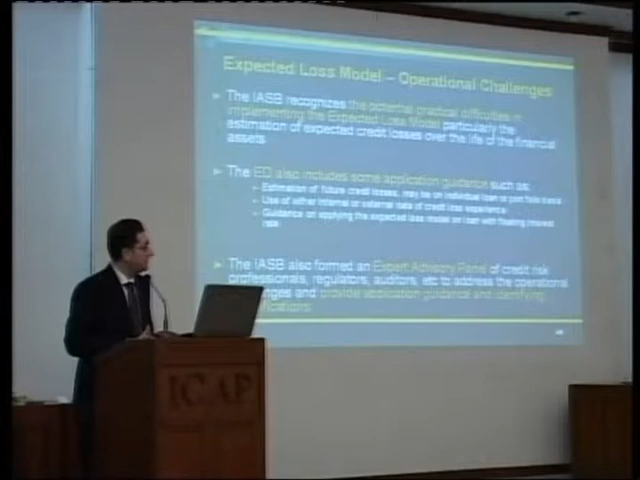 Expected Loss Model – Operational Challenges
The IASB recognizes the potential practical difficulties in
implementing the Expected Loss Model particularly the
estimation of expected credit losses over the life of the financial
assets
The ED also includes some application guidance such as:
Estimation of future credit losses, may be on individual loan or portfolio basis
Use of either internal or external data of credit loss experience
Guidance on applying the expected loss model on loan with floating interest
rate
The IASB also formed an Expert Advisory Panel of credit risk
professionals, regulators, auditors, etc to address the operational
and provide application guidance and identifying
ICAP